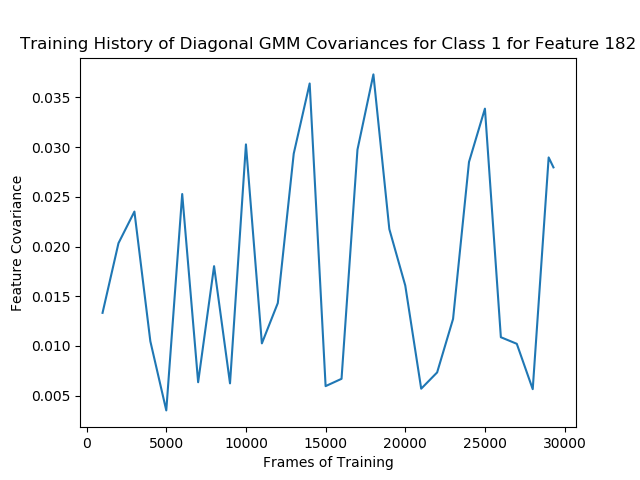 Training History of Diagonal GMM Covariances for Class 1 for Feature 182
Feature Covariance
0.035
0.030
0.025
0.020
0.015
0.010
0.005
0 5000 10000 15000 20000 25000 30000
Frames of Training